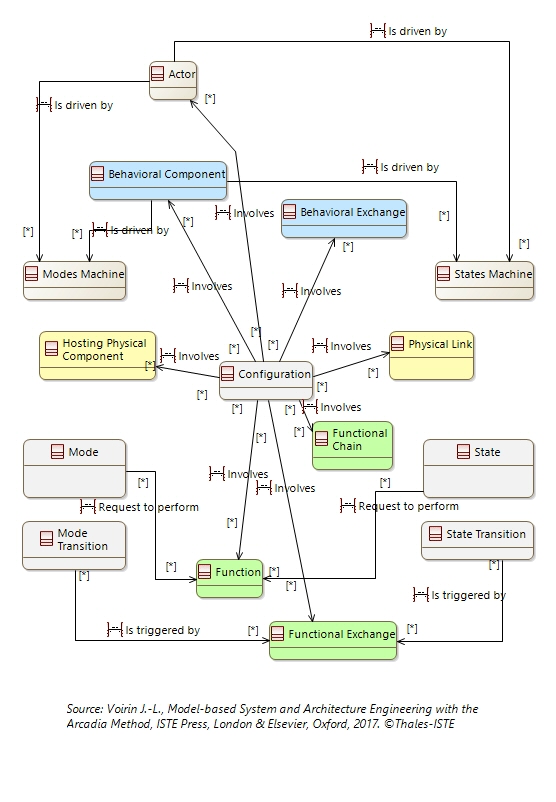 Is driven by
Actor
[*]
Is driven by
Behavioral Component
Is driven by
[*]
Involves
Behavioral Exchange
[*]
[*]
[*]
Is driven by
[*]
[*]
[*]
Modes Machine
States Machine
Involves
Involves
[*]
Hosting Physical
Component
[*]
[*]
Involves
Involves
Physical Link
[*]
Configuration
[*]
[*]
[*]
[*]
[*]
Involves
[*]
[*]
Functional
Chain
Mode
State
Involves
[*]
Involves
[*]
Request to perform
Request to perform
[*]
Mode
Transition
State Transition
[*]
Function
[*]
[*]
[*]
[*]
Is triggered by
Is triggered by
[*]
Functional Exchange
[*]
Source: Voirin J.-L., Model-based System and Architecture Engineering with the
Arcadia Method, ISTE Press, London & Elsevier, Oxford, 2017. ©Thales-ISTE